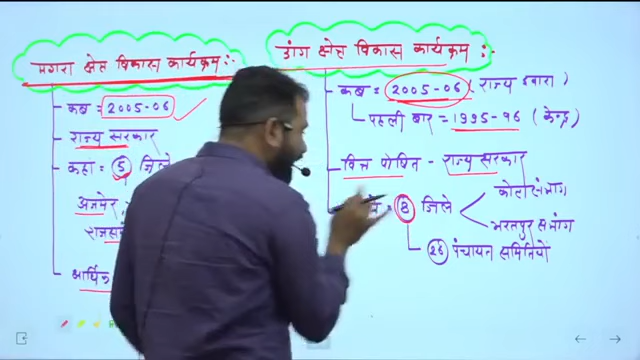 मगरा क्षेत्र विकास कार्यक्रम :-
कब = 2005-06
राज्य सरकार
कहा = 5 जिले
अजमेर,
आर्थिक
डांग क्षेत्र विकास कार्यक्रम :-
कब = 2005-06 (राज्य द्वारा)
पहली बार = 1995-96 (केन्द्र)
वित्त पोषित - राज्य सरकार
= 8 जिले
कोटा संभाग
भरतपुर संभाग
26 पंचायत समितियों